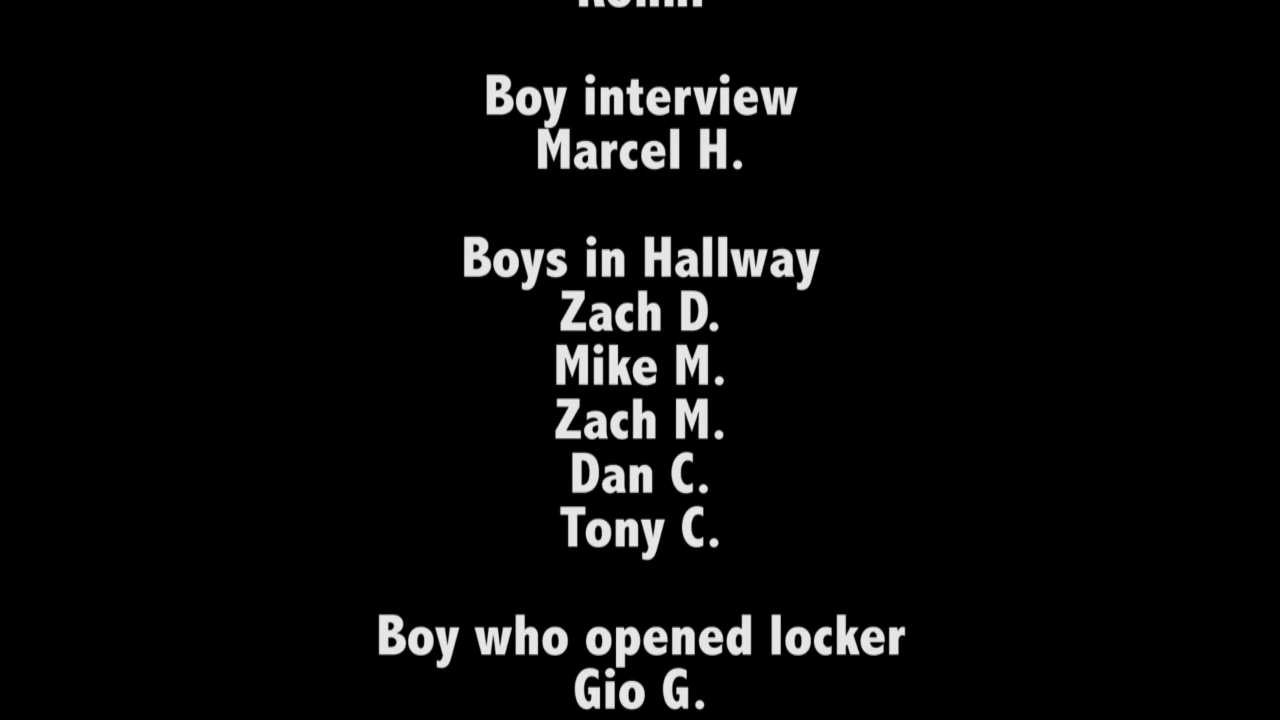 Boy interview
Marcel H.
Boys in Hallway
Zach D.
Mike M.
Zach M.
Dan C.
Tony C.
Boy who opened locker
Gio G.